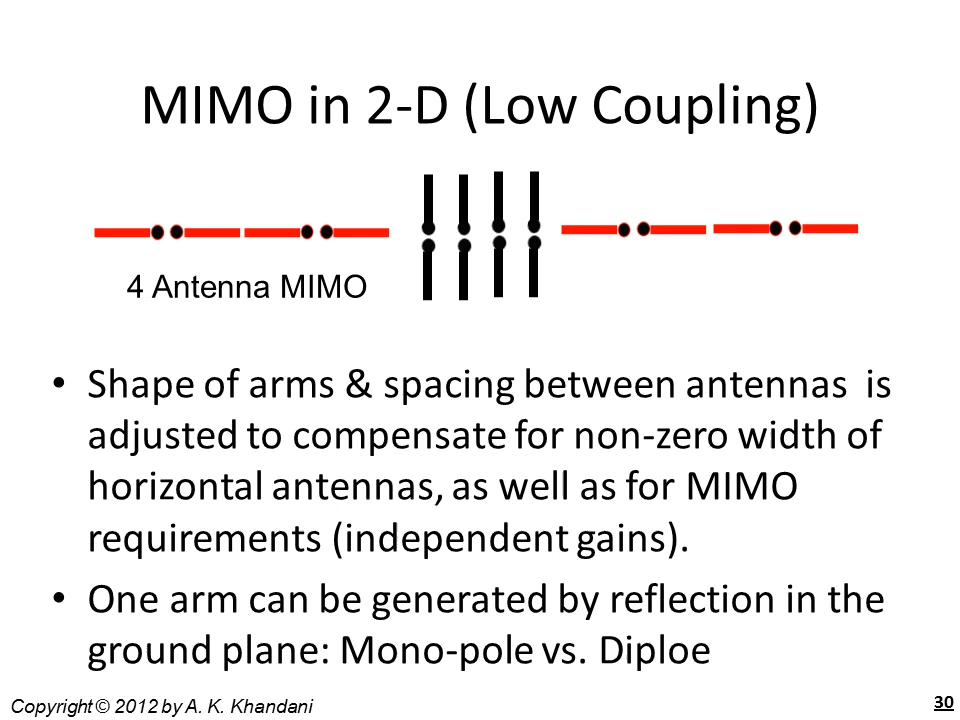 MIMO in 2-D (Low Coupling)
4 Antenna MIMO
• Shape of arms & spacing between antennas is
adjusted to compensate for non-zero width of
horizontal antennas, as well as for MIMO
requirements (independent gains).
• One arm can be generated by reflection in the
ground plane: Mono-pole vs. Diploe
Copyright © 2012 by A. K. Khandani
30